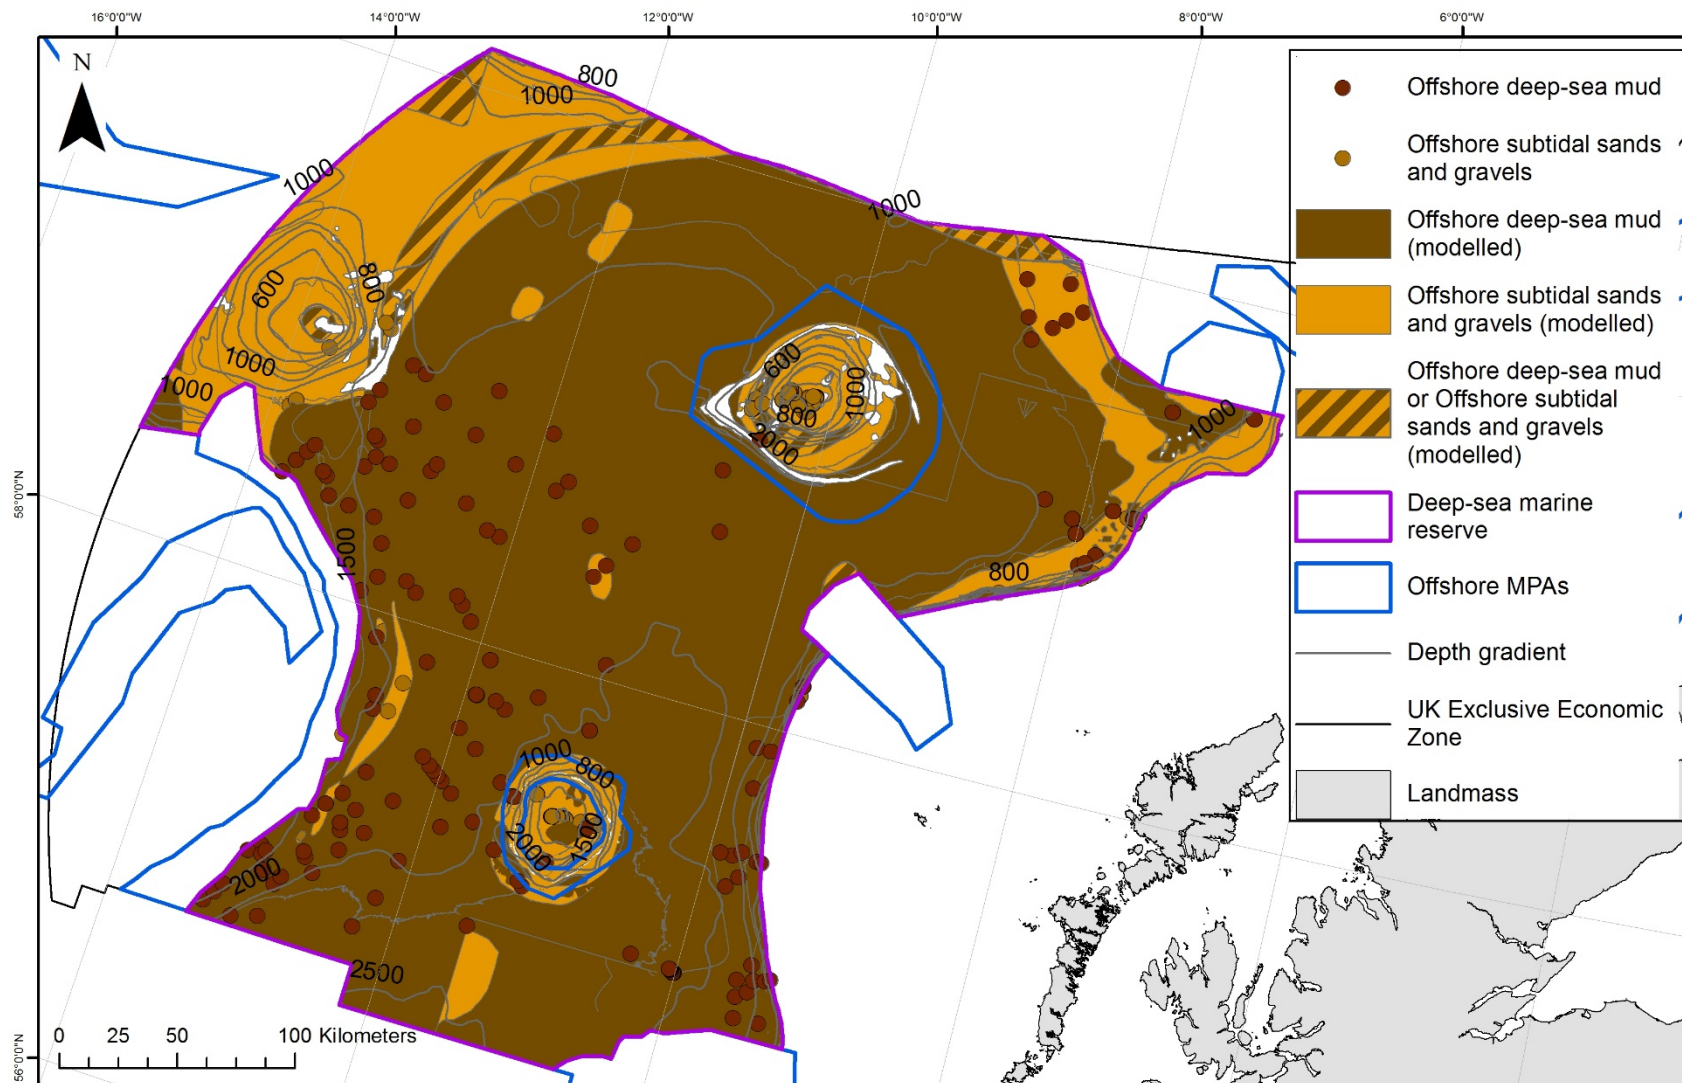 16°0'0"W
14°0'0"W
12°0'0"W
10°0'0"W
8°0'0"W
6°0'0"W
N
800
1000
1000
1000
800
600
1000
1000
600
1000
800
2000
1000
58°0'0"N
1500
800
1000
800
2000
1500
2000
2500
0 25 50 100 Kilometers
56°0'0"N
Offshore deep-sea mud
Offshore subtidal sands
and gravels
Offshore deep-sea mud
(modelled)
Offshore subtidal sands
and gravels (modelled)
Offshore deep-sea mud
or Offshore subtidal
sands and gravels
(modelled)
Deep-sea marine
reserve
Offshore MPAs
Depth gradient
UK Exclusive Economic
Zone
Landmass